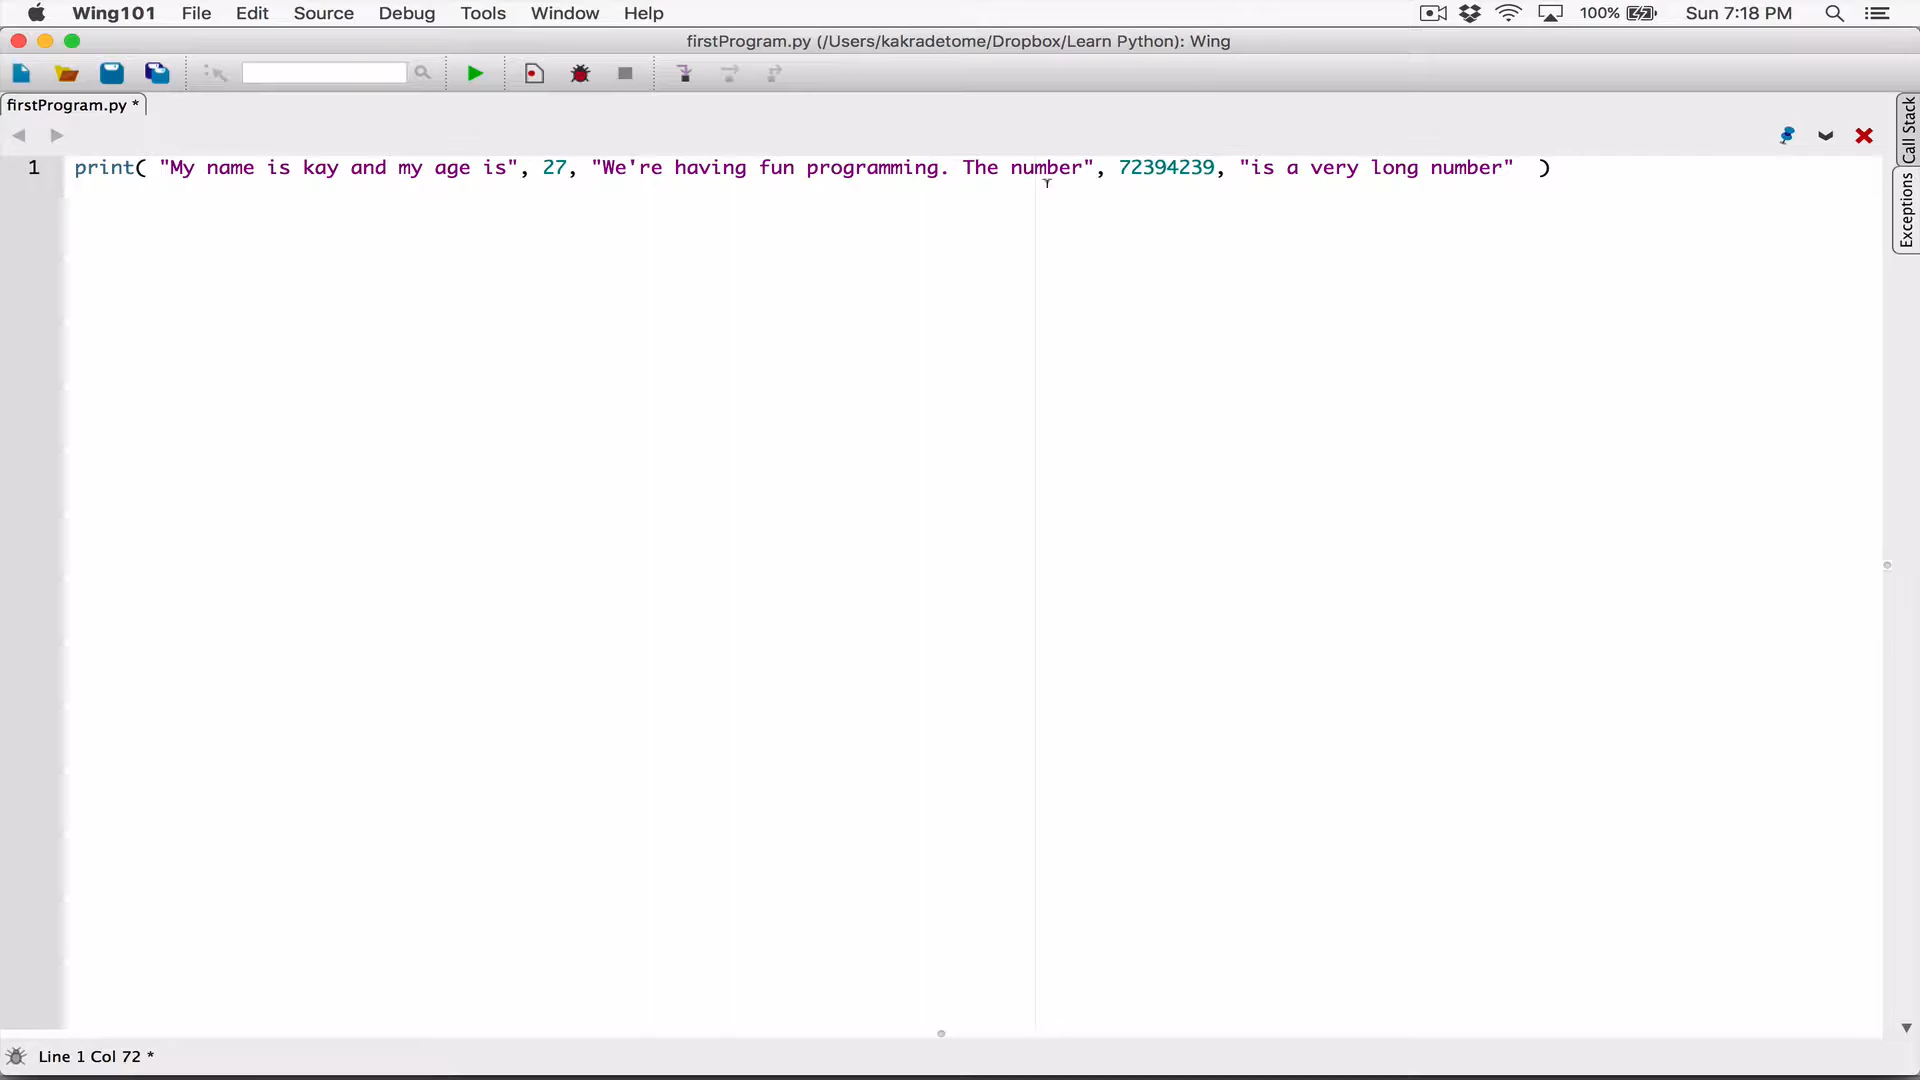 Wing101 File Edit Source Debug Tools Window Help 100% Sun 7:18 PM
firstProgram.py (/Users/kakradetome/Dropbox/Learn Python): Wing
firstProgram.py *
Call Stack
Exceptions
1 print( "My name is kay and my age is", 27, "We're having fun programming. The number", 72394239, "is a very long number"  )
Line 1 Col 72 *